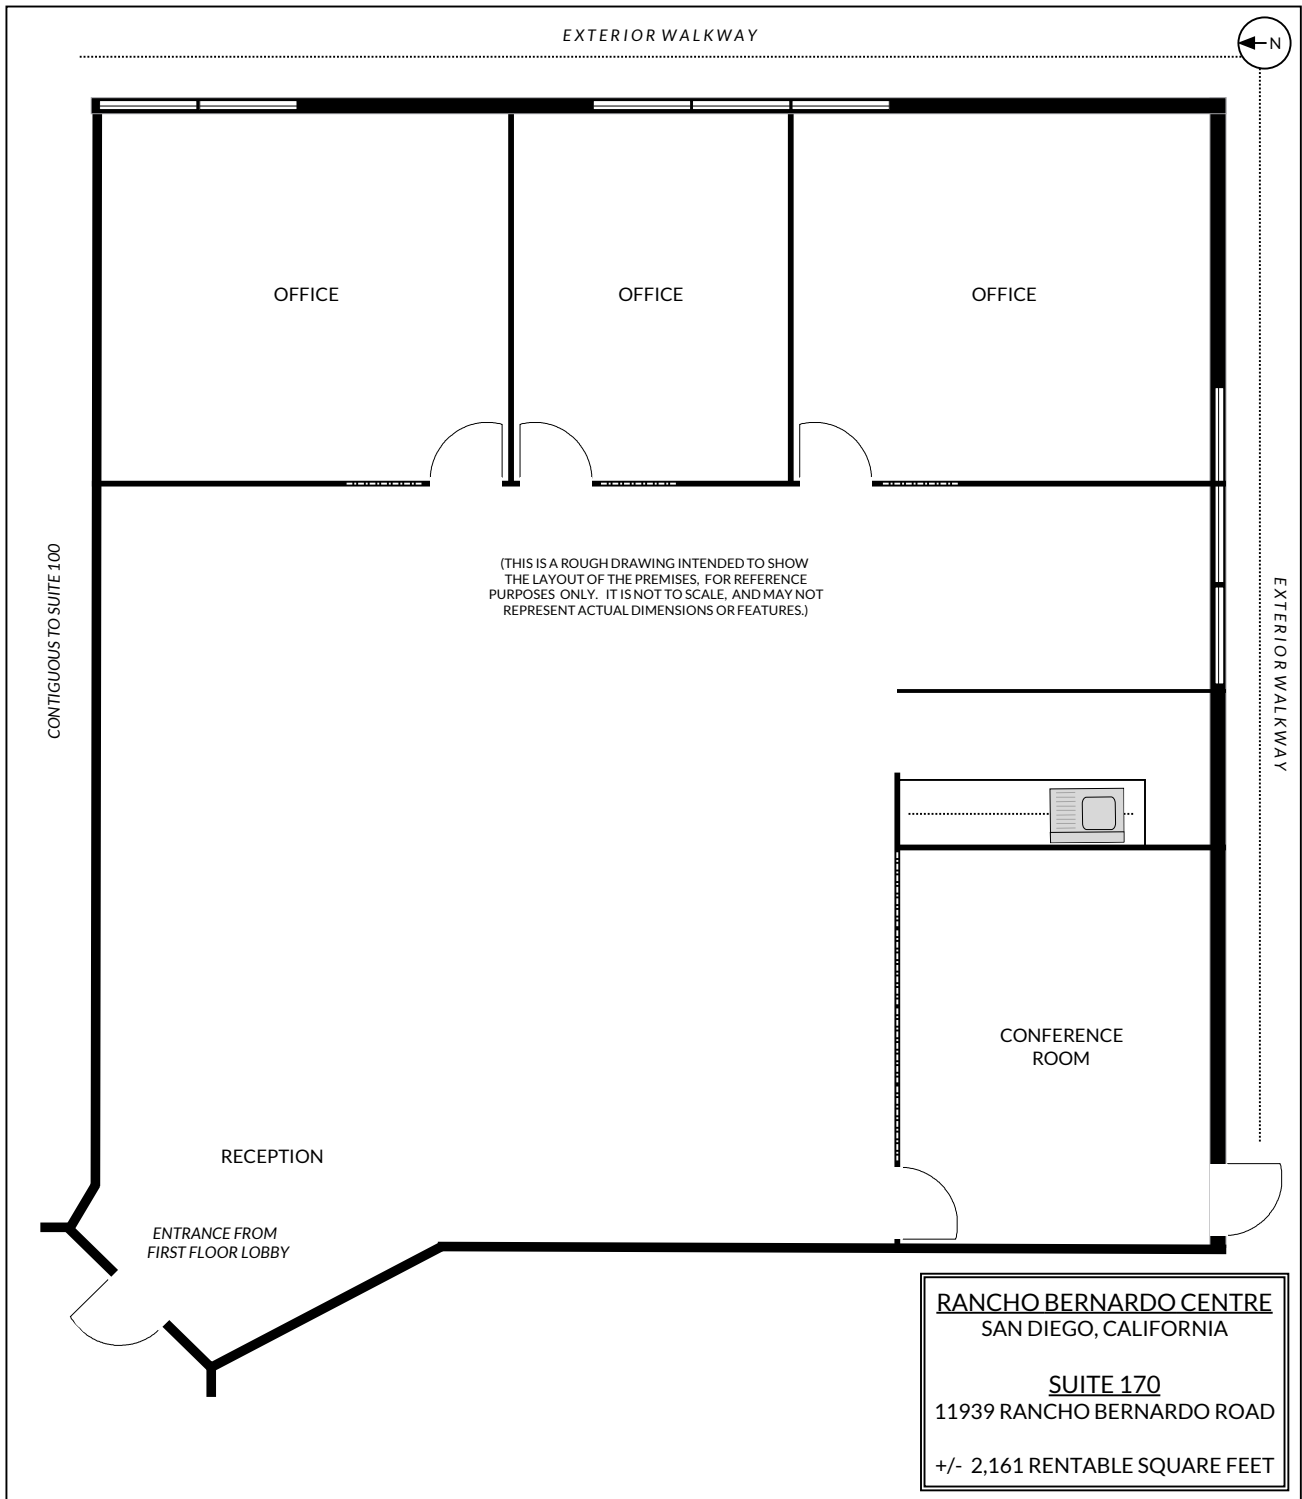 EXTERIOR WALKWAY
N
OFFICE
OFFICE
OFFICE
(THIS IS A ROUGH DRAWING INTENDED TO SHOW
THE LAYOUT OF THE PREMISES, FOR REFERENCE
PURPOSES ONLY. IT IS NOT TO SCALE, AND MAY NOT
REPRESENT ACTUAL DIMENSIONS OR FEATURES.)
CONTIGUOUS TO SUITE 100
EXTERIOR WALKWAY
CONFERENCE
ROOM
RECEPTION
ENTRANCE FROM
FIRST FLOOR LOBBY
RANCHO BERNARDO CENTRE
SAN DIEGO, CALIFORNIA
SUITE 170
11939 RANCHO BERNARDO ROAD
+/- 2,161 RENTABLE SQUARE FEET